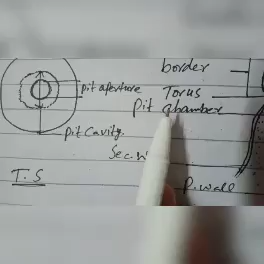 border
pit aperture
Torus
pit chamber
pit cavity.
Sec.
T.S
P. wall